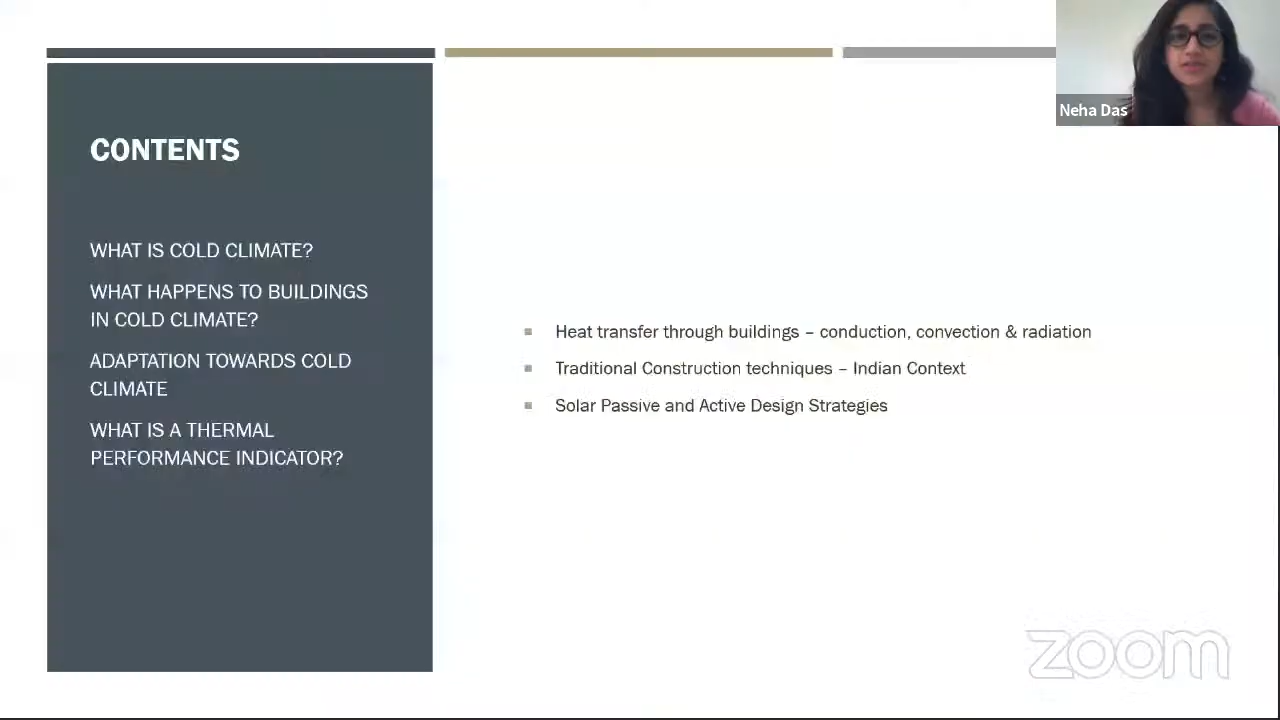 Neha Das
CONTENTS
WHAT IS COLD CLIMATE?
WHAT HAPPENS TO BUILDINGS
IN COLD CLIMATE?
ADAPTATION TOWARDS COLD
CLIMATE
WHAT IS A THERMAL
PERFORMANCE INDICATOR?
Heat transfer through buildings – conduction, convection & radiation
Traditional Construction techniques – Indian Context
Solar Passive and Active Design Strategies
zoom